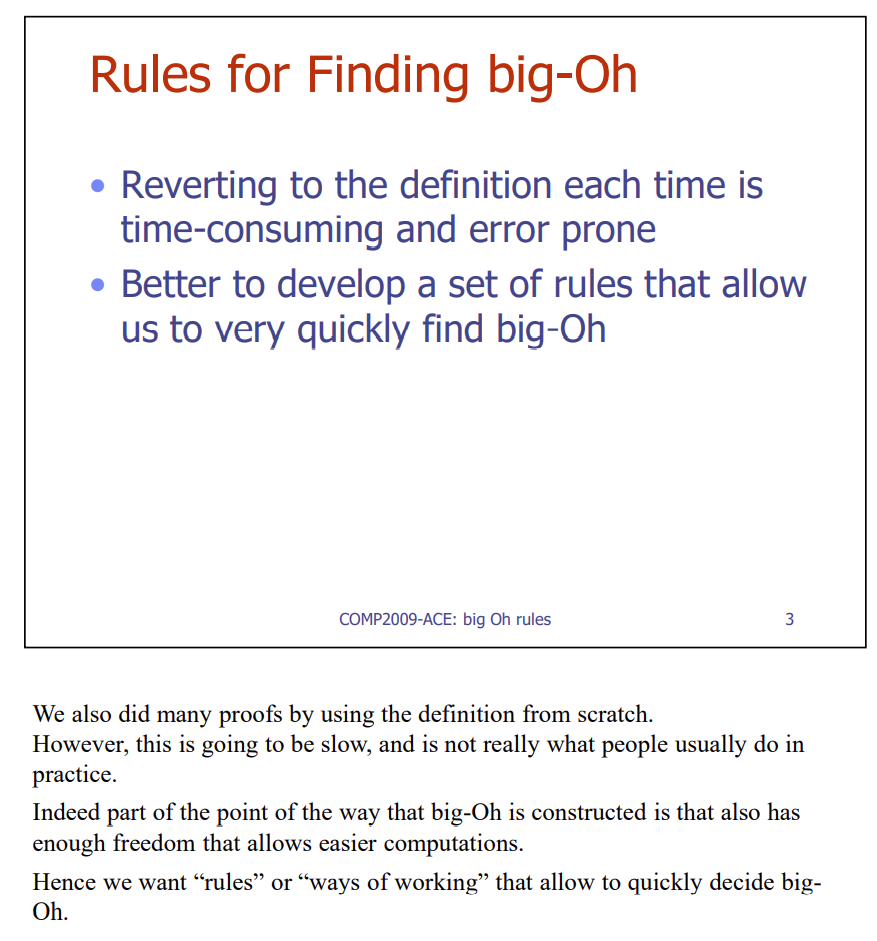 Rules for Finding big-Oh
• Reverting to the definition each time is
time-consuming and error prone
• Better to develop a set of rules that allow
us to very quickly find big-Oh
COMP2009-ACE: big Oh rules 3
We also did many proofs by using the definition from scratch.
However, this is going to be slow, and is not really what people usually do in
practice.
Indeed part of the point of the way that big-Oh is constructed is that also has
enough freedom that allows easier computations.
Hence we want “rules” or “ways of working” that allow to quickly decide big-
Oh.